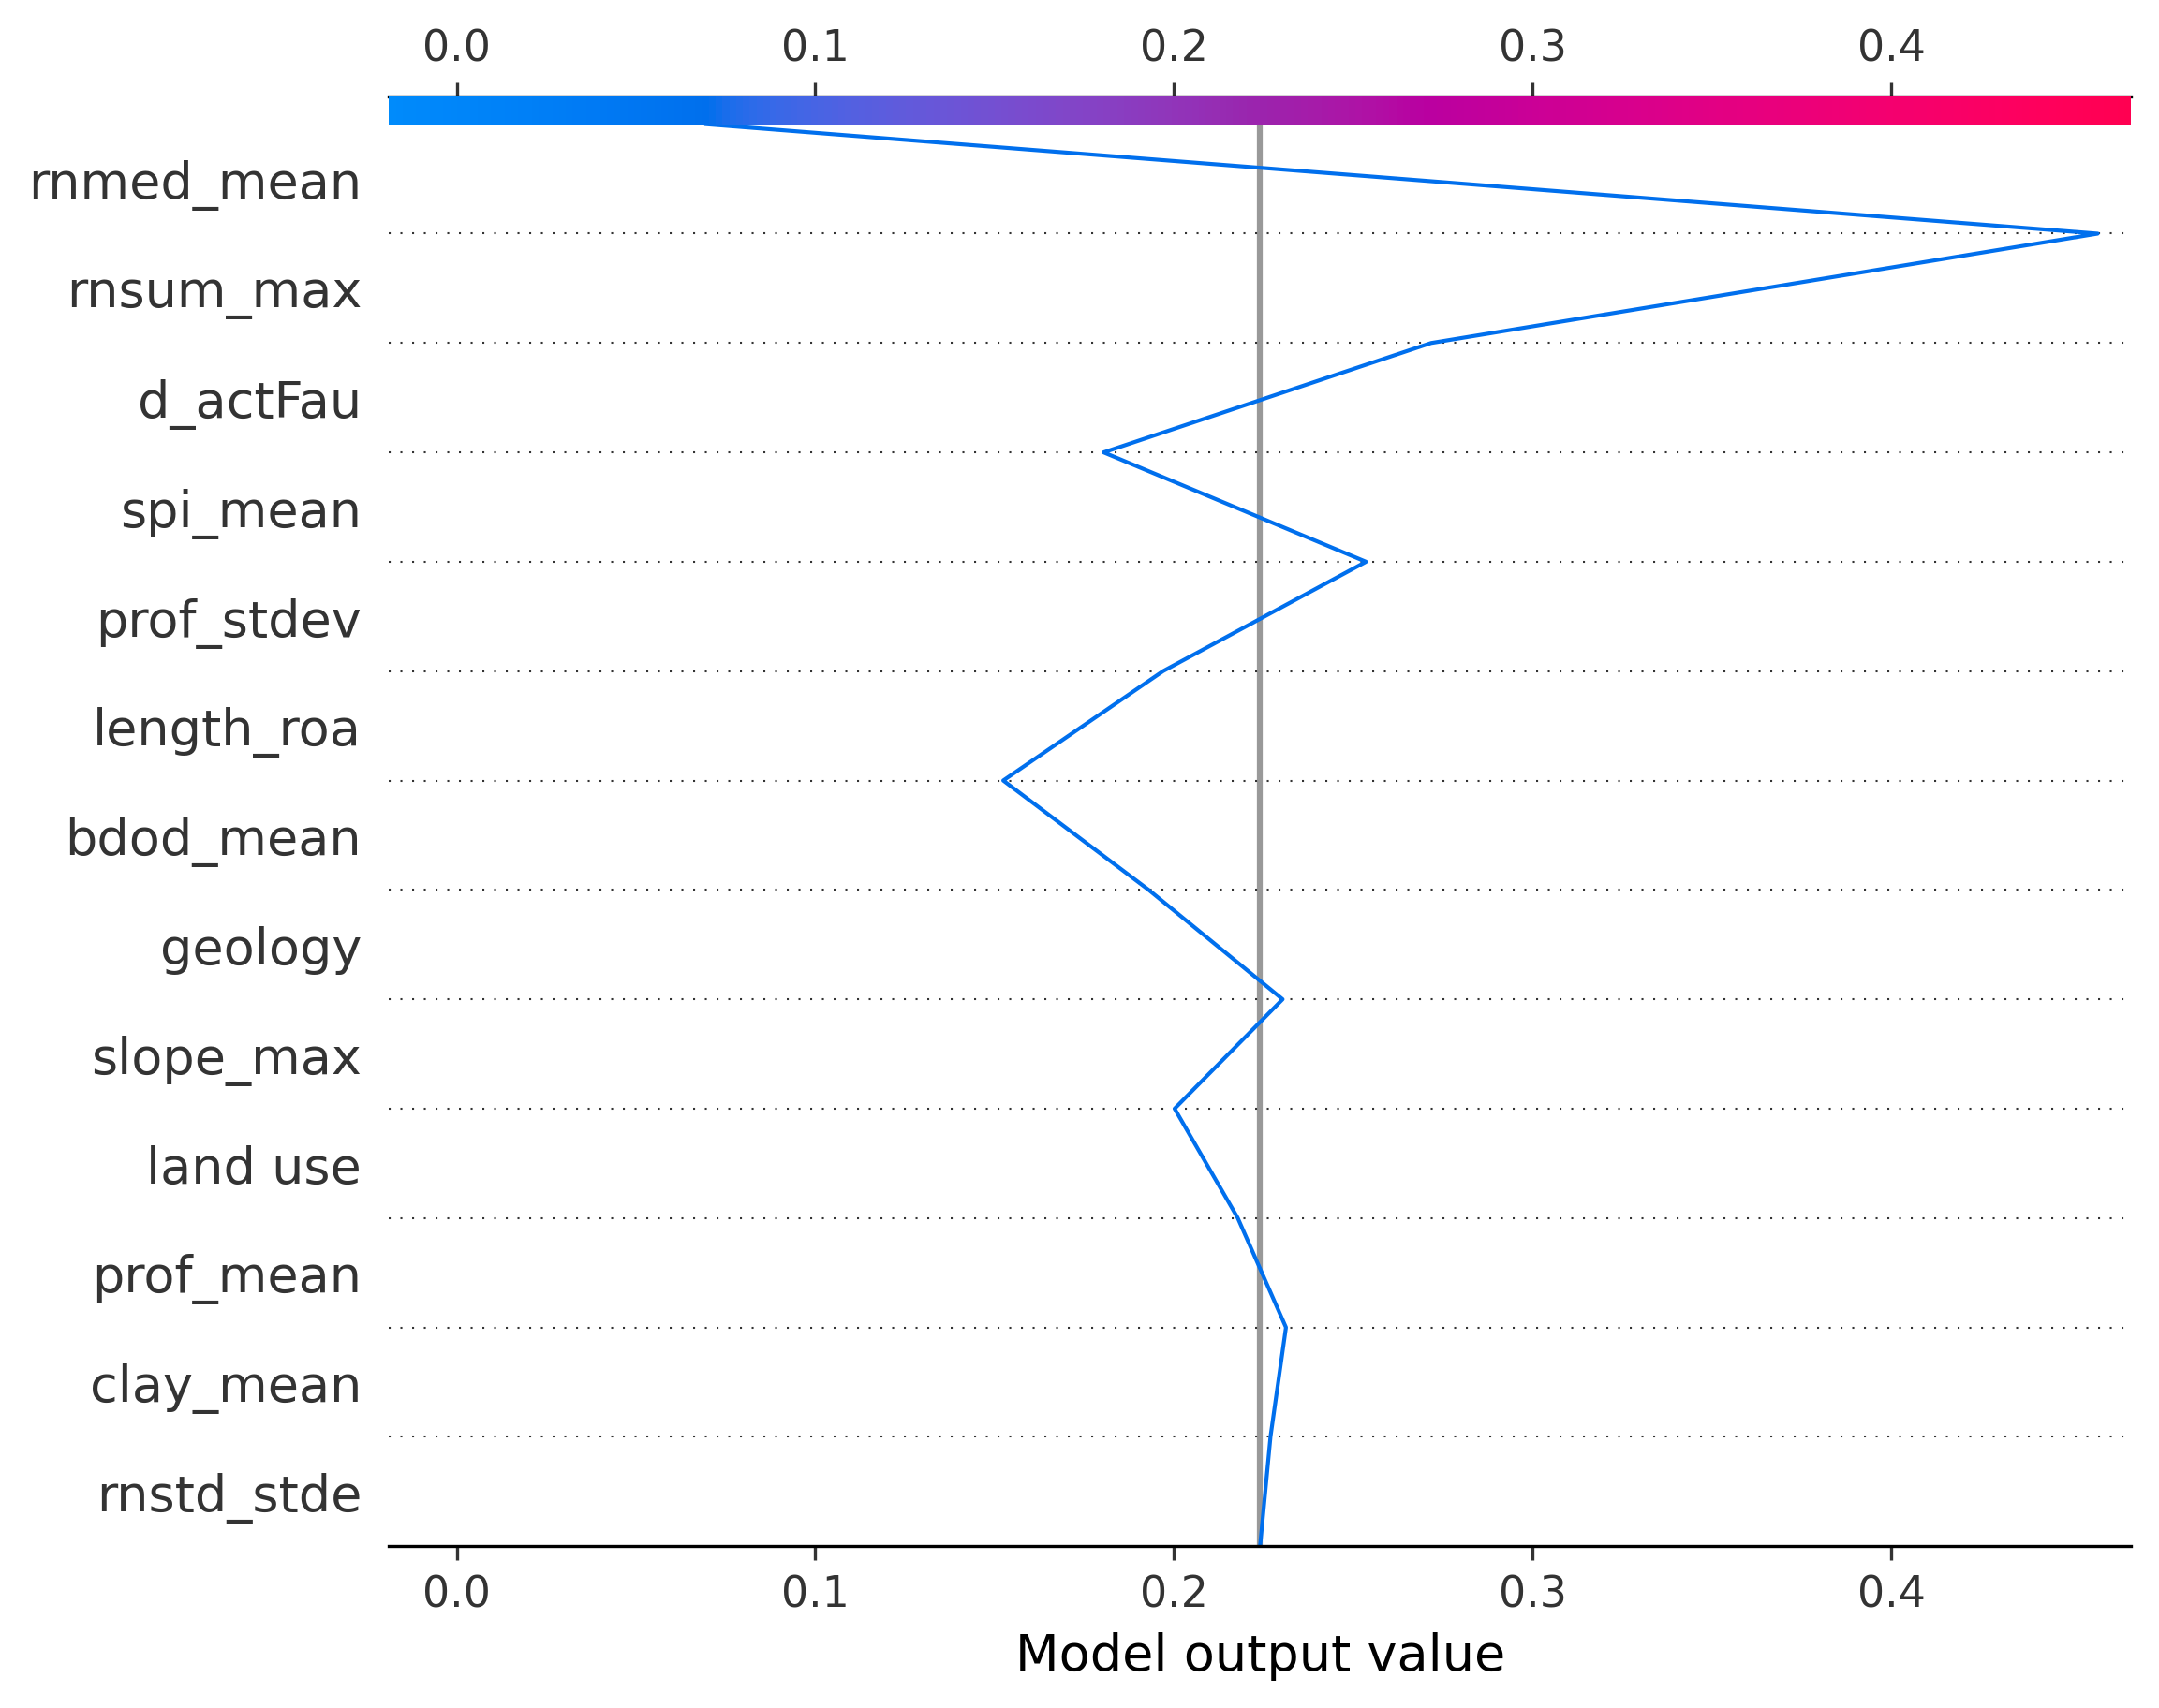 0.0 0.1 0.2 0.3 0.4
rnmed_mean
rnsum_max
d_actFau
spi_mean
prof_stdev
length_roa
bdod_mean
geology
slope_max
land use
prof_mean
clay_mean
rnstd_stde
0.0 0.1 0.2 0.3 0.4
Model output value